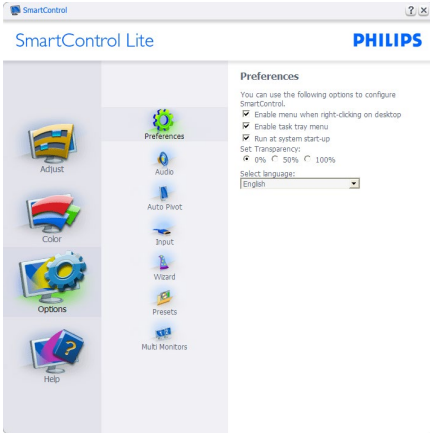 SmartControl
SmartControl Lite
PHILIPS
Adjust
Color
Options
Help
Preferences
Audio
Auto Pivot
Input
Wizard
Presets
Multi Monitors
Preferences
You can use the following options to configure
SmartControl.
Enable menu when right-clicking on desktop
Enable task tray menu
Run at system start-up
Set Transparency:
0% 50% 100%
Select language:
English